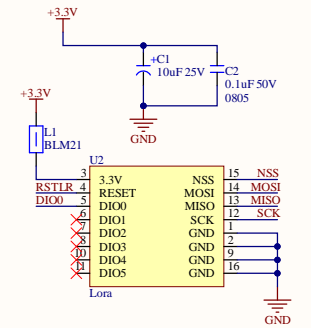 +3.3V
+C1
10uF 25V
C2
0.1uF 50V
0805
GND
+3.3V
L1
BLM21
U2
3 3.3V NSS 15 NSS
RSTLR 4 RESET MOSI 14 MOSI
DIO0 5 DIO0 MISO 13 MISO
6 DIO1 SCK 12 SCK
7 DIO2 GND 1
8 DIO3 GND 2
10 DIO4 GND 9
11 DIO5 GND 16
Lora
GND